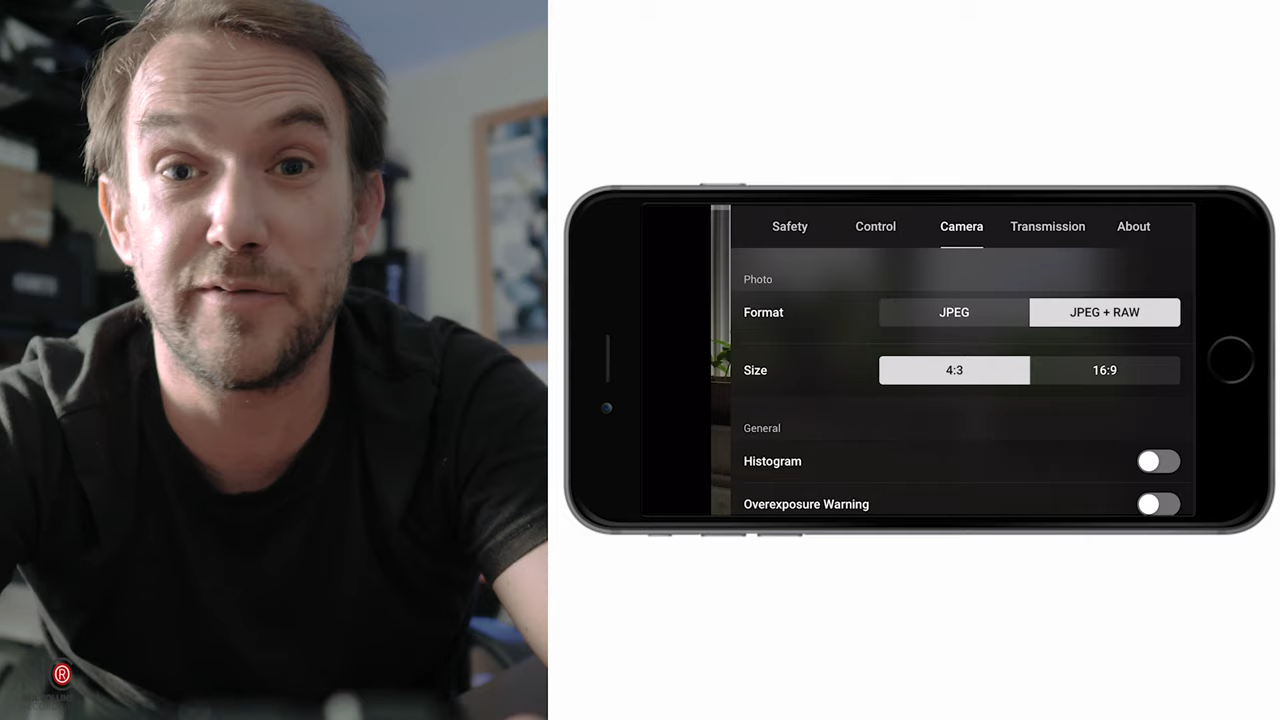 Safety Control Camera Transmission About
Photo
Format JPEG JPEG + RAW
Size 4:3 16:9
General
Histogram
Overexposure Warning
®